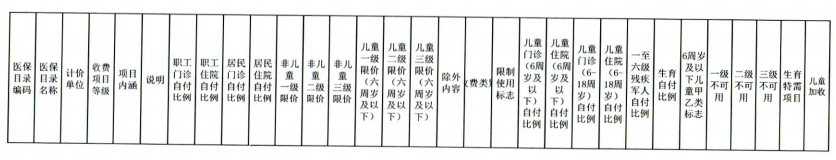 医保目录编码
医保目录名称
计价单位
收费项目等级
项目内涵
说明
职工门诊自付比例
职工住院自付比例
居民门诊自付比例
居民住院自付比例
非儿童一级限价
非儿童二级限价
非儿童三级限价
儿童一级限价（六周岁及以下）
儿童二级限价（六岁及以下）
儿童三级限价（六周岁及以下）
除外内容
费类
限制使用标志
儿童门诊（6周岁及以下）自付比例
儿童住院（6周岁及以下）自付比例
儿童门诊（6-18周岁）自付比例
儿童住院（6-18周岁）自付比例
一至六级残疾军人自付比例
生育自付比例
6周岁及以下儿童甲乙类标志
一级不可用
二级不可用
三级不可用
生育特需项目
儿童加收